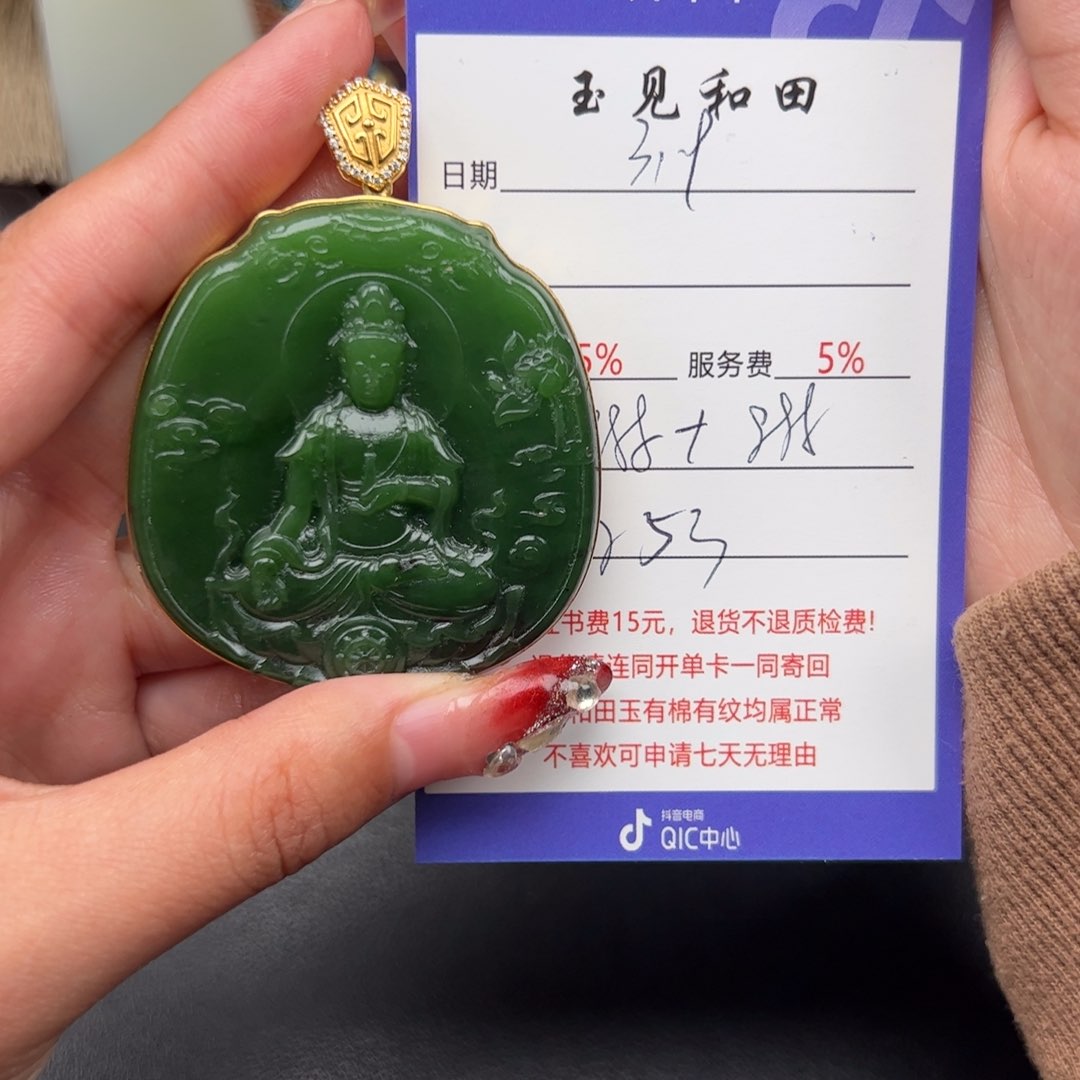 玉见和田
日期
5% 服务费 5%
253
书费15元，退货不退质检费!
连同开单卡一同寄回
和田玉有棉有纹均属正常
不喜欢可申请七天无理由
抖音电商
QIC中心